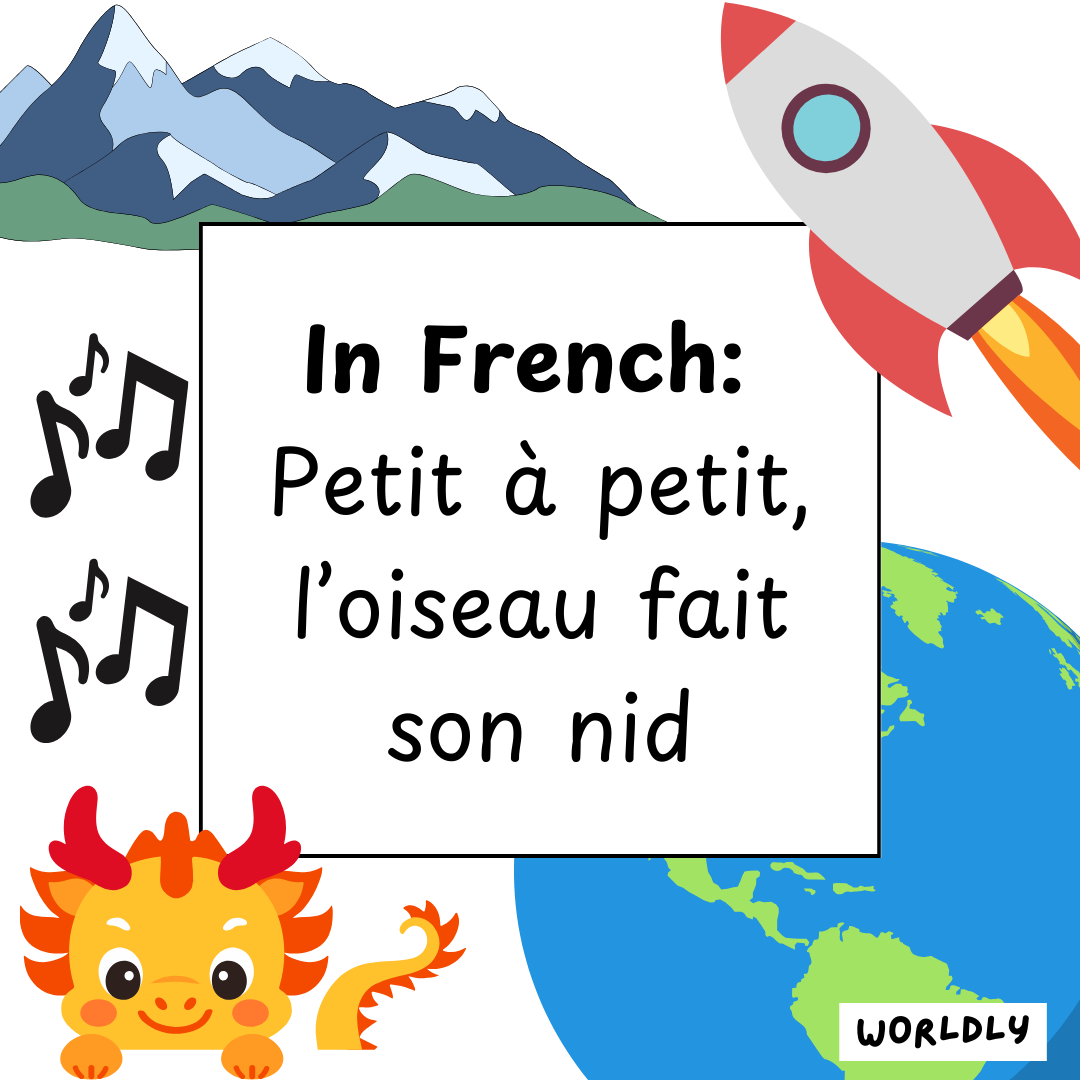 In French:
Petit à petit,
l’oiseau fait
son nid
WORLDLY